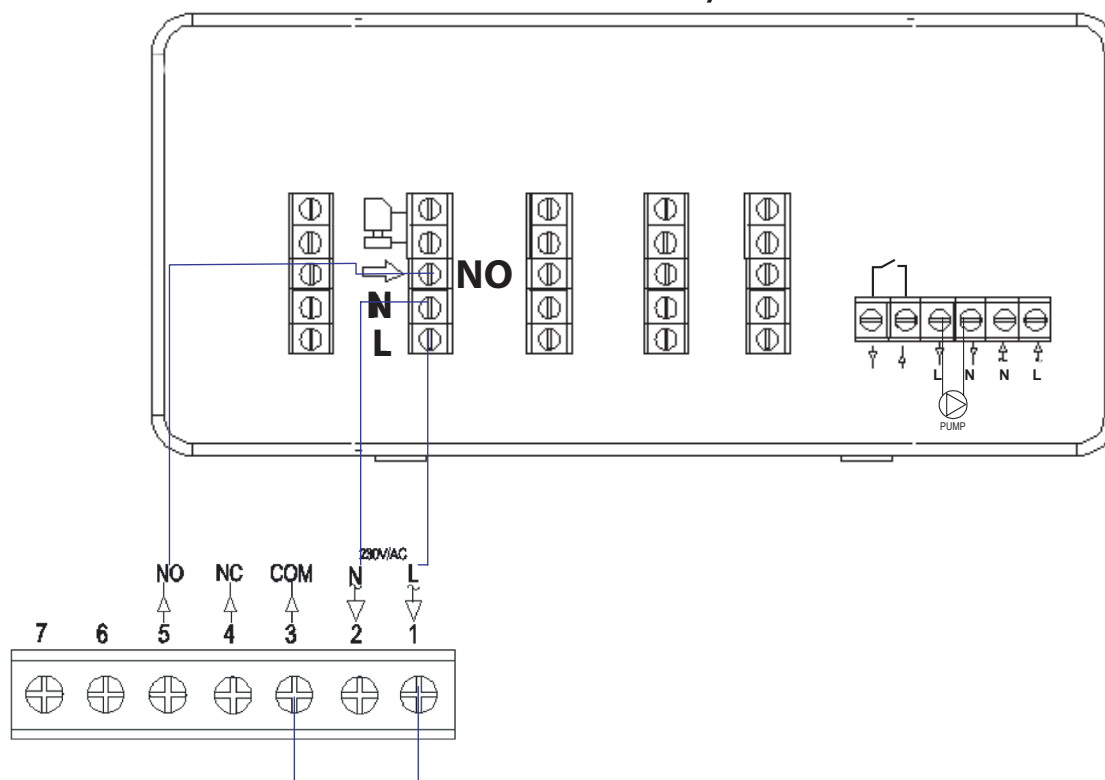 NO
N
L
L N N L
PUMP
230V/AC
NO NC COM N L
7 6 5 4 3 2 1